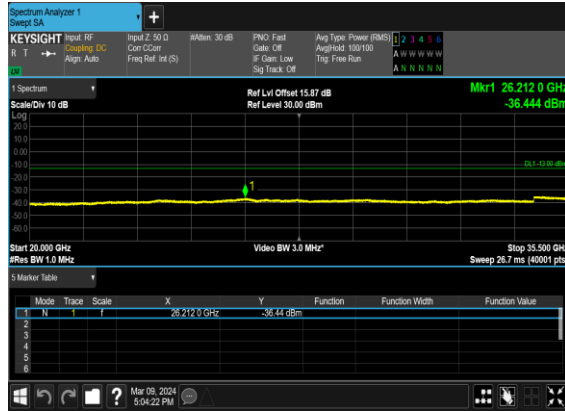 Spectrum Analyzer 1
Swept SA
+
KEYSIGHT Input: RF Input Z: 50 Ω #Atten: 30 dB PNO: Fast Avg Type: Power (RMS) 1 2 3 4 5 6
R T Coupling: DC Corr CCorr Gate: Off Avg|Hold: 100/100 A W W W W W
Align: Auto Freq Ref: Int (S) IF Gain: Low Trig: Free Run
Sig Track: Off A N N N N N
1 Spectrum
Scale/Div 10 dB
Ref Lvl Offset 15.87 dB
Ref Level 30.00 dBm
Mkr1 26.212 0 GHz
-36.444 dBm
Log
20.0
10.0
0.00
-10.0
DL1 -13.00 dBm
-20.0
-30.0
1
-40.0
-50.0
-60.0
Start 20.000 GHz Video BW 3.0 MHz* Stop 35.500 GHz
#Res BW 1.0 MHz Sweep 26.7 ms (40001 pts)
5 Marker Table
Mode Trace Scale X Y Function Function Width Function Value
1 N 1 f 26.212 0 GHz -36.44 dBm
2
3
4
5
6
?
Mar 09, 2024
5:04:22 PM